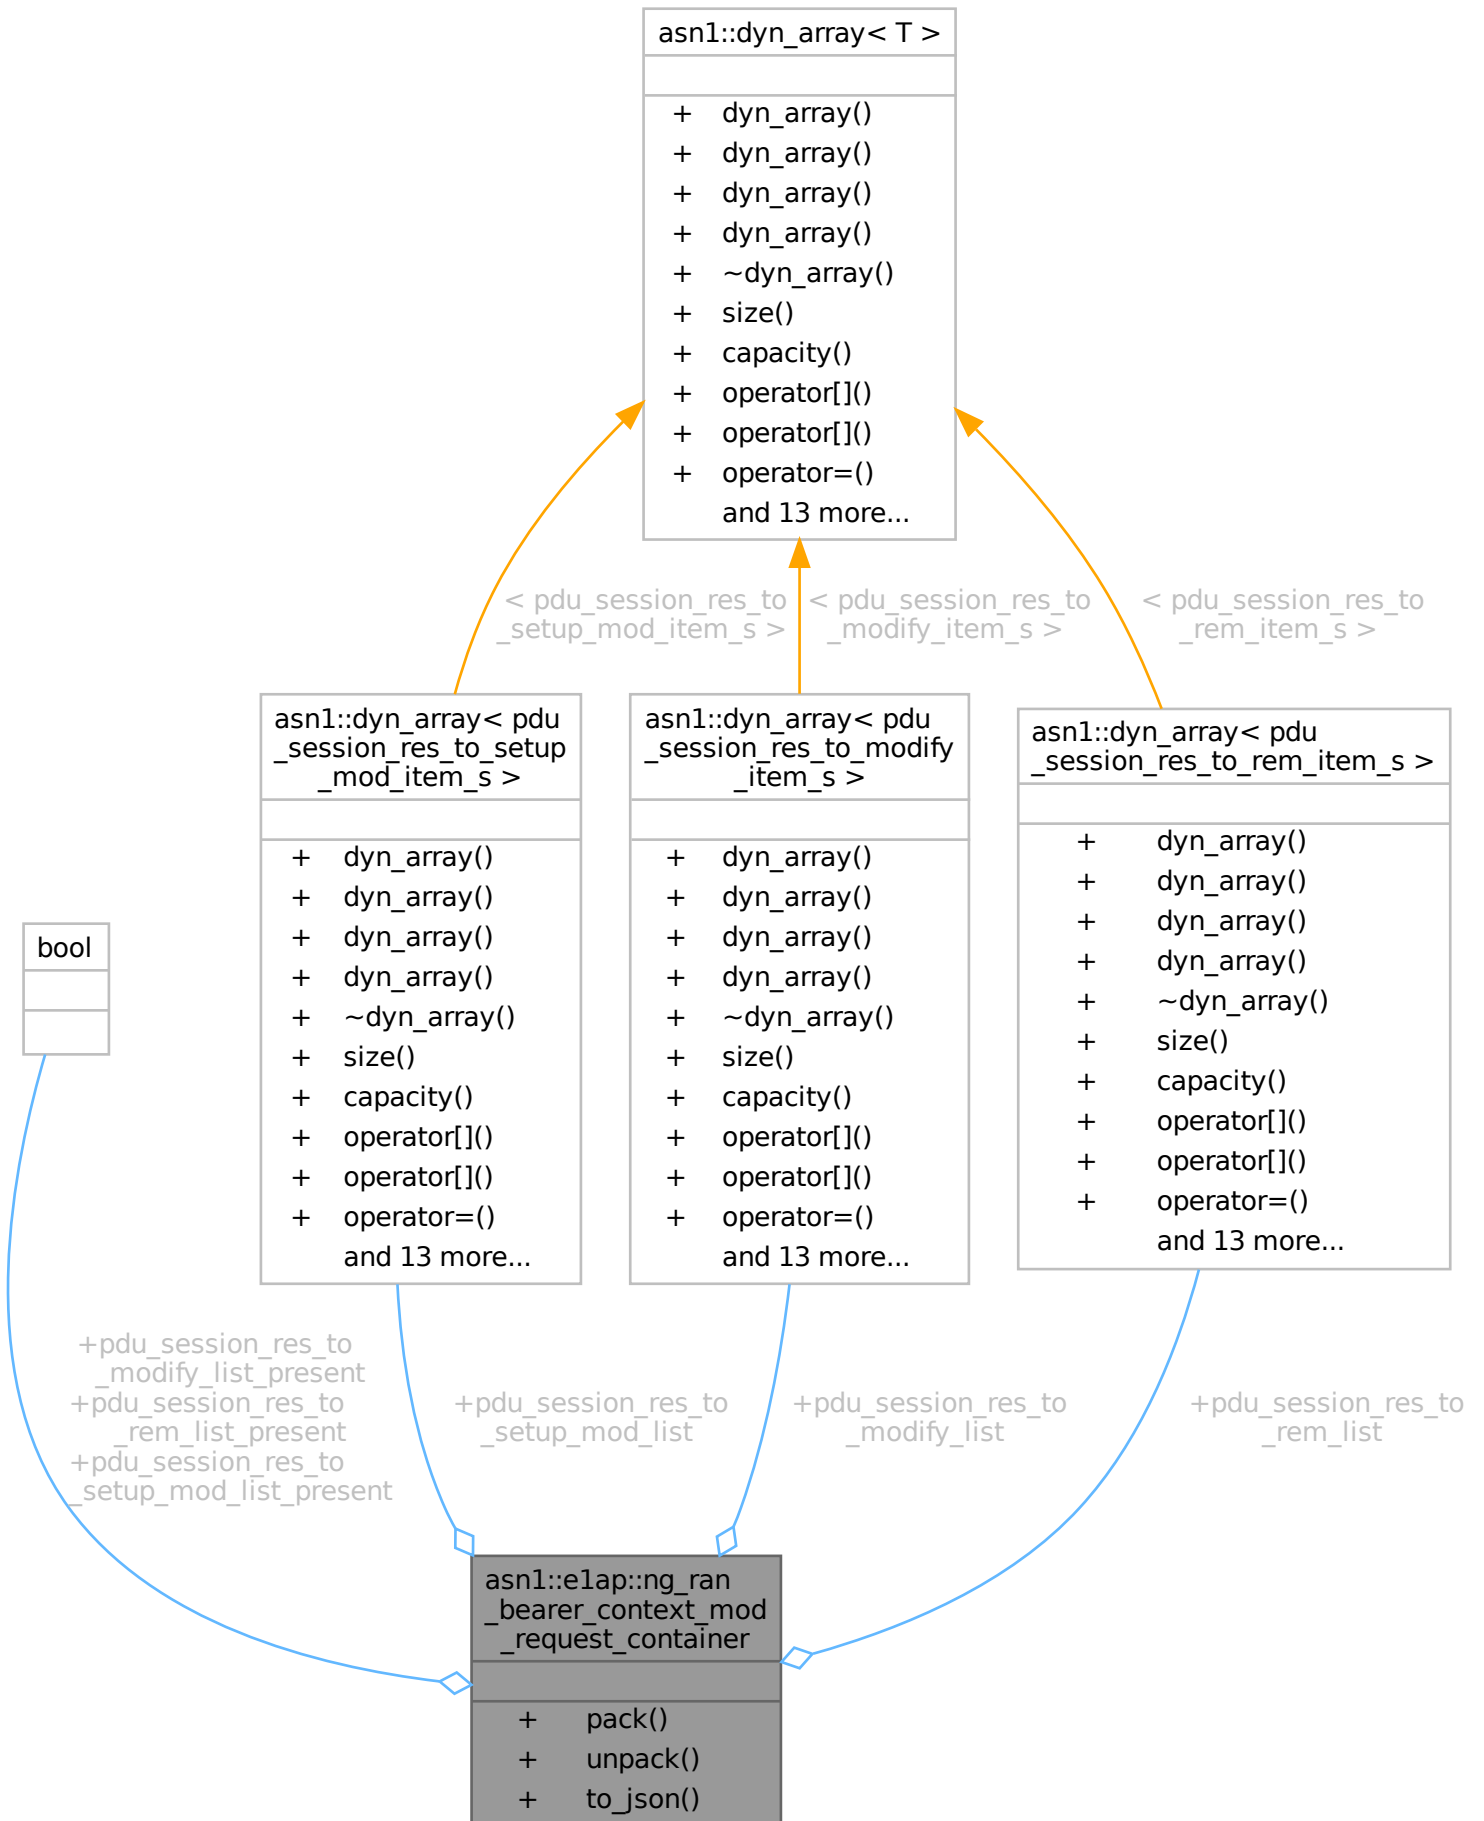 asn1::dyn_array< T >
+ dyn_array()
+ dyn_array()
+ dyn_array()
+ dyn_array()
+ ~dyn_array()
+ size()
+ capacity()
+ operator[]()
+ operator[]()
+ operator=()
and 13 more...
< pdu_session_res_to
_setup_mod_item_s >
< pdu_session_res_to
_modify_item_s >
< pdu_session_res_to
_rem_item_s >
asn1::dyn_array< pdu
_session_res_to_setup
_mod_item_s >
+ dyn_array()
+ dyn_array()
+ dyn_array()
+ dyn_array()
+ ~dyn_array()
+ size()
+ capacity()
+ operator[]()
+ operator[]()
+ operator=()
and 13 more...
asn1::dyn_array< pdu
_session_res_to_modify
_item_s >
+ dyn_array()
+ dyn_array()
+ dyn_array()
+ dyn_array()
+ ~dyn_array()
+ size()
+ capacity()
+ operator[]()
+ operator[]()
+ operator=()
and 13 more...
asn1::dyn_array< pdu
_session_res_to_rem_item_s >
+ dyn_array()
+ dyn_array()
+ dyn_array()
+ dyn_array()
+ ~dyn_array()
+ size()
+ capacity()
+ operator[]()
+ operator[]()
+ operator=()
and 13 more...
bool
+pdu_session_res_to
_modify_list_present
+pdu_session_res_to
_rem_list_present
+pdu_session_res_to
_setup_mod_list_present
+pdu_session_res_to
_setup_mod_list
+pdu_session_res_to
_modify_list
+pdu_session_res_to
_rem_list
asn1::e1ap::ng_ran
_bearer_context_mod
_request_container
+ pack()
+ unpack()
+ to_json()